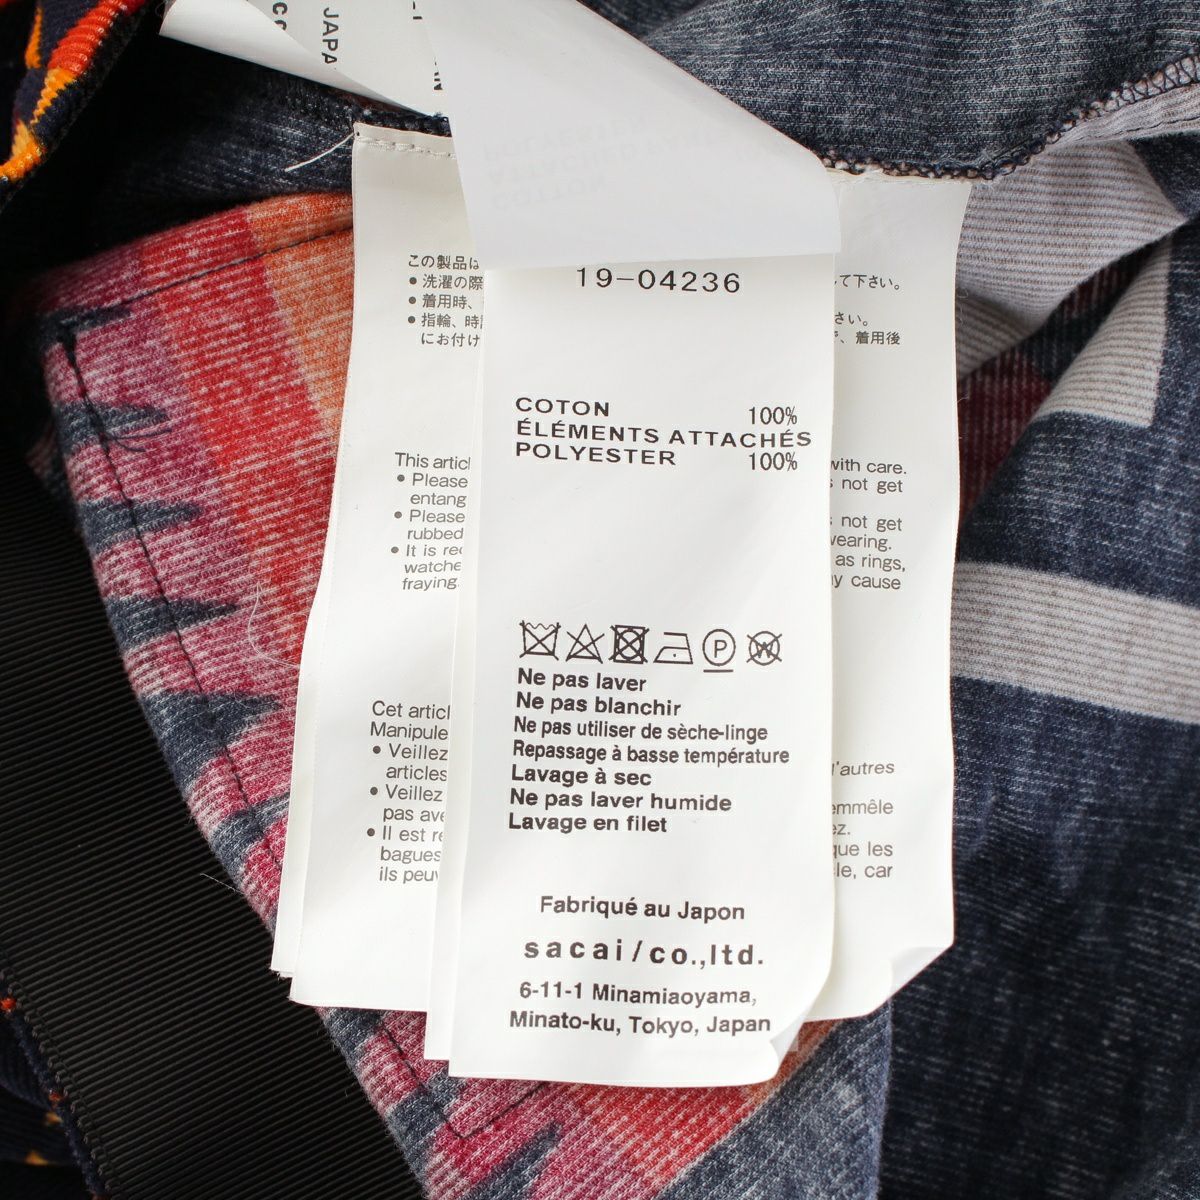 JAPA
この製品は
• 洗濯の際
• 着用時、
• 指輪、時
にお付け
て下さい。
さい。
、着用後
19-04236
COTON 100%
ÉLÉMENTS ATTACHÉS
POLYESTER 100%
This articl
• Please
entang
• Please
rubbed
• It is re
watche
fraying.
with care.
not get
not get
wearing.
as rings,
cause
P
W
Ne pas laver
Ne pas blanchir
Ne pas utiliser de sèche-linge
Repassage à basse température
Lavage à sec
Ne pas laver humide
Lavage en filet
Cet articl
Manipule
• Veillez
articles
• Veillez
pas ave
• Il est re
bagues
ils peuv
l'autres
emmêle
ez.
que les
le, car
Fabriqué au Japon
sacai/co.,ltd.
6-11-1 Minamiaoyama,
Minato-ku, Tokyo, Japan